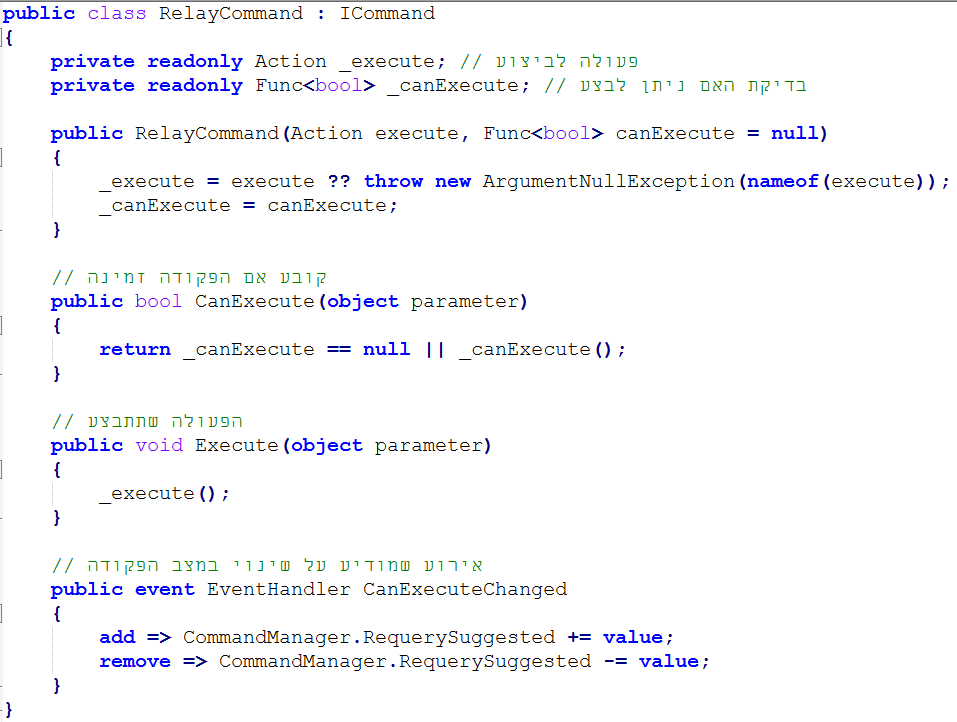 public class RelayCommand : ICommand
{
    private readonly Action _execute; // פעולה לביצוע
    private readonly Func<bool> _canExecute; // בדיקת האם ניתן לבצע

    public RelayCommand(Action execute, Func<bool> canExecute = null)
    {
        _execute = execute ?? throw new ArgumentNullException(nameof(execute));
        _canExecute = canExecute;
    }

    // קובע אם הפקודה זמינה
    public bool CanExecute(object parameter)
    {
        return _canExecute == null || _canExecute();
    }

    // הפעולה שתתבצע
    public void Execute(object parameter)
    {
        _execute();
    }

    // אירוע שמודיע על שינוי במצב הפקודה
    public event EventHandler CanExecuteChanged
    {
        add => CommandManager.RequerySuggested += value;
        remove => CommandManager.RequerySuggested -= value;
    }
}